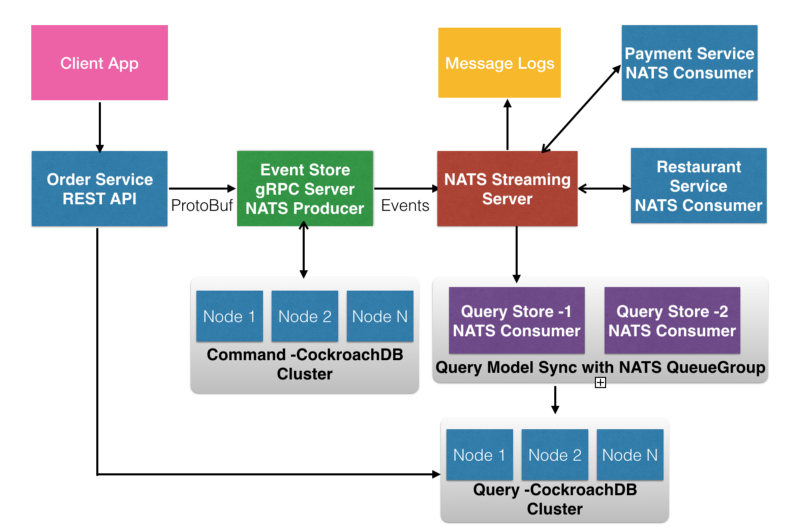 Client App
Message Logs
Payment Service
NATS Consumer
Order Service
REST API
ProtoBuf
Event Store
gRPC Server
NATS Producer
Events
NATS Streaming
Server
Restaurant
Service
NATS Consumer
Node 1
Node 2
Node N
Command -CockroachDB
Cluster
Query Store -1
NATS Consumer
Query Store -2
NATS Consumer
Query Model Sync with NATS QueueGroup
Node 1
Node 2
Node N
Query -CockroachDB
Cluster